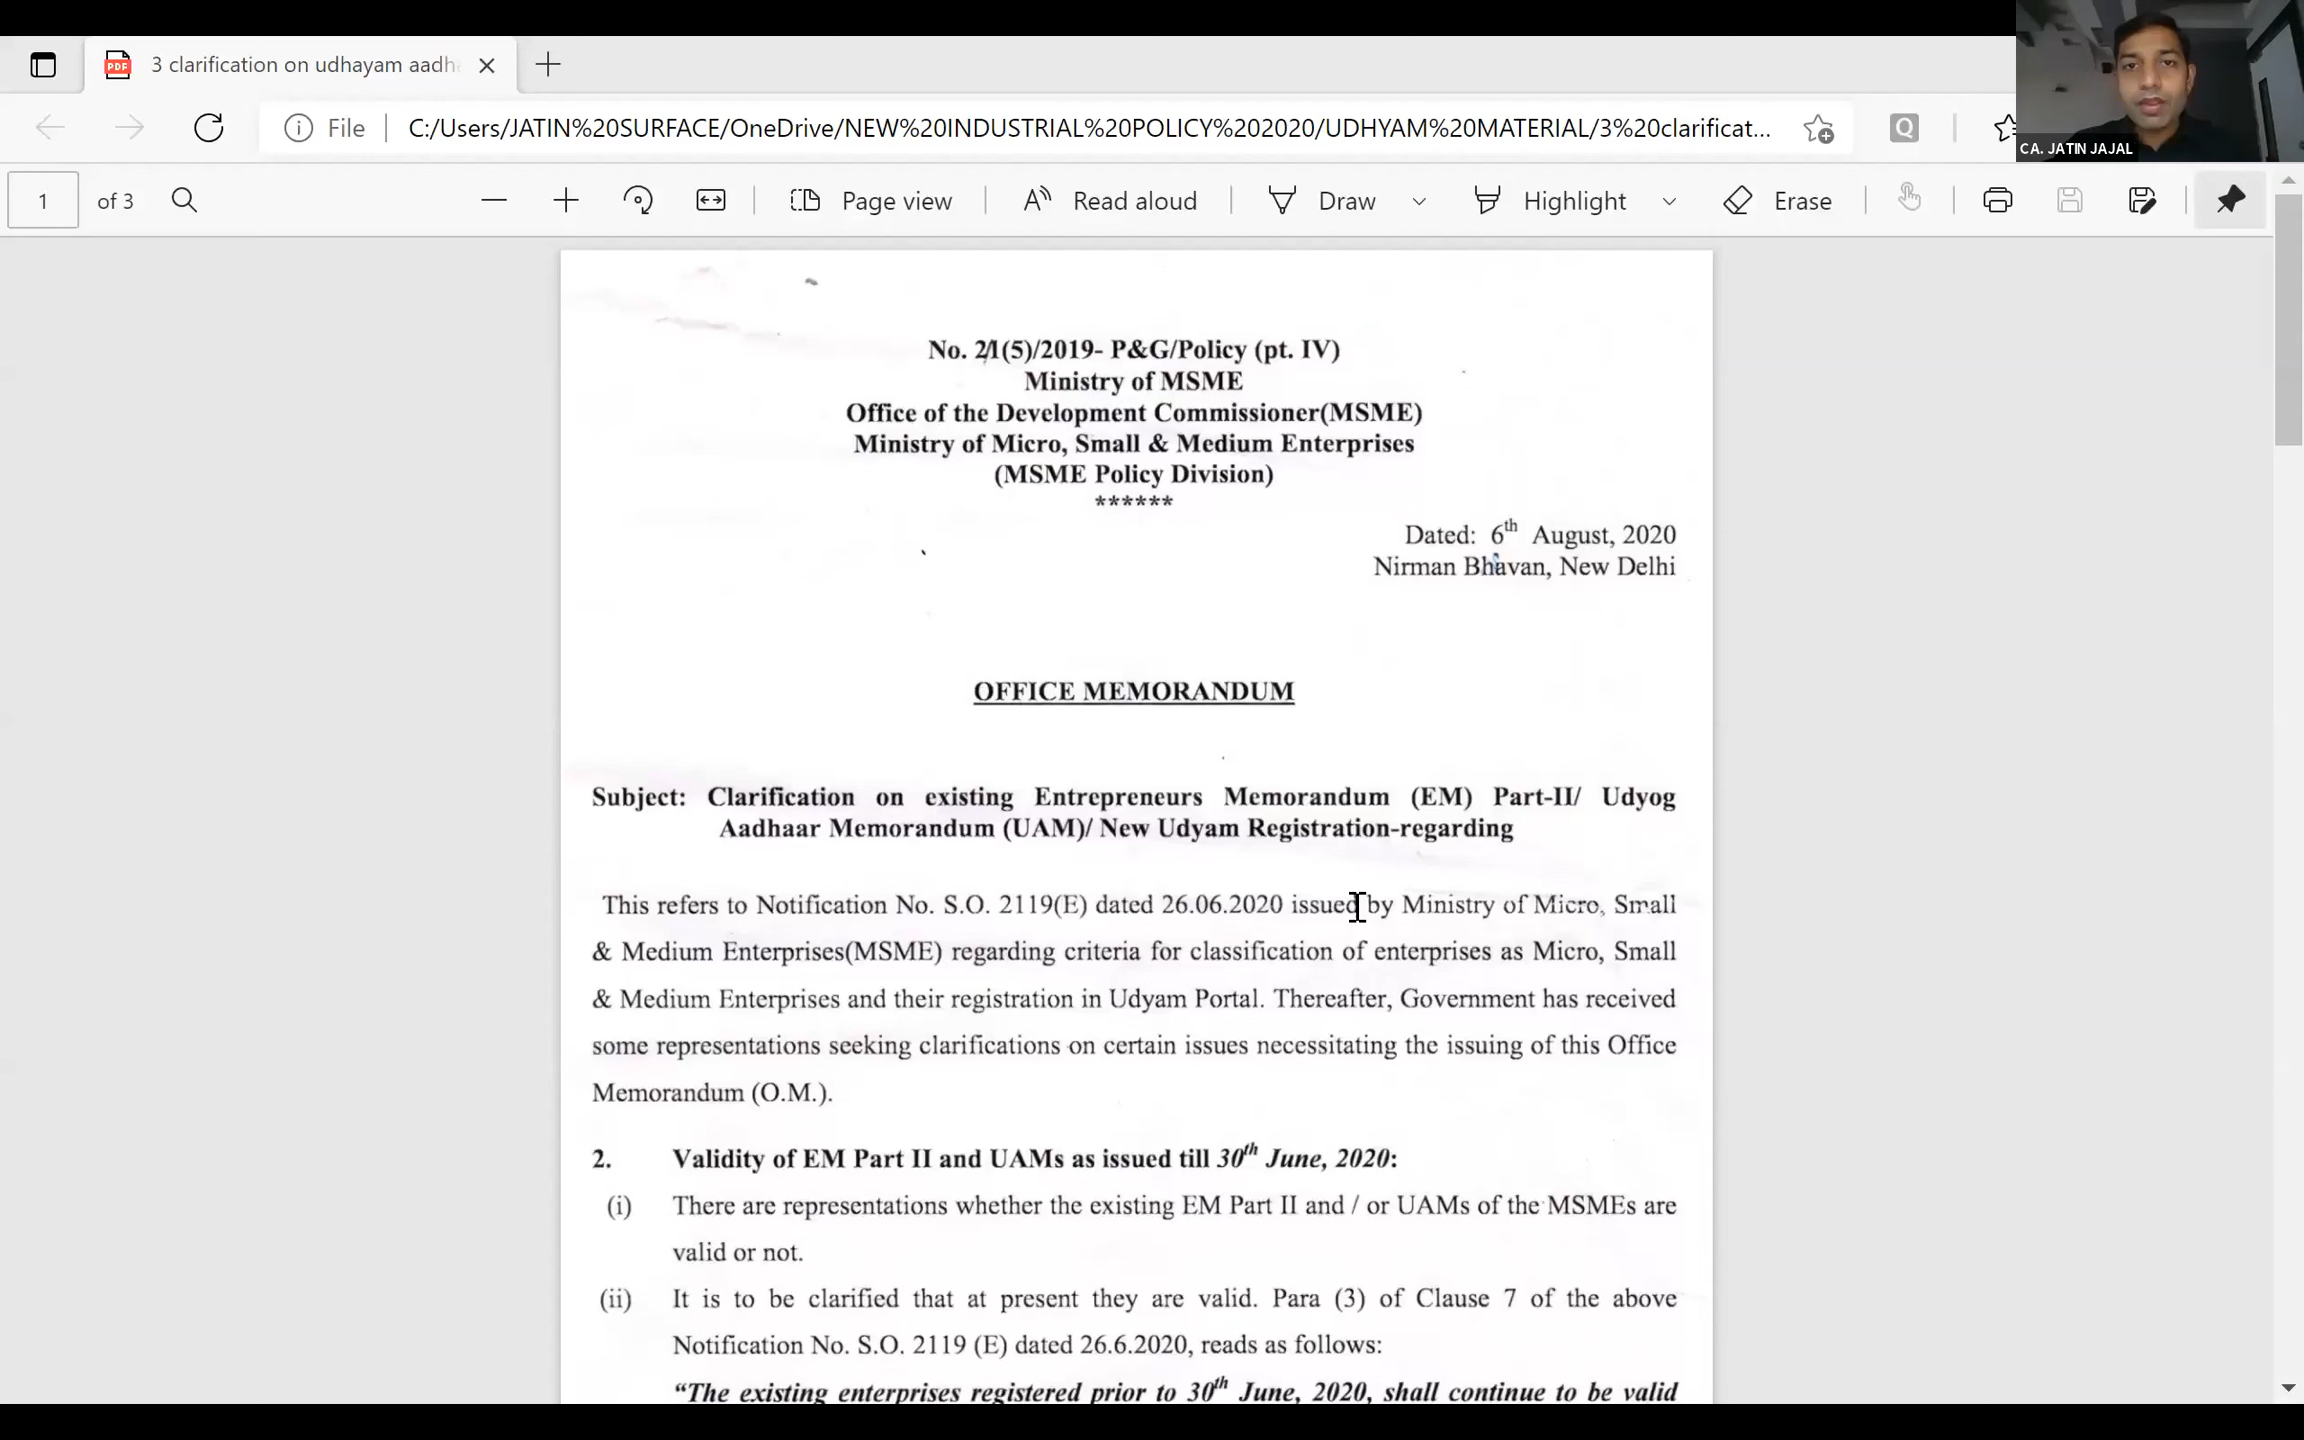 3 clarification on udhayam aadh
File
C:/Users/JATIN%20SURFACE/OneDrive/NEW%20INDUSTRIAL%20POLICY%202020/UDHYAM%20MATERIAL/3%20clarificat...
Q
CA. JATIN JAJAL
1 of 3
Page view
Read aloud
Draw
Highlight
Erase
No. 21(5)/2019- P&G/Policy (pt. IV)
Ministry of MSME
Office of the Development Commissioner(MSME)
Ministry of Micro, Small & Medium Enterprises
(MSME Policy Division)
******
Dated: 6th August, 2020
Nirman Bhavan, New Delhi
OFFICE MEMORANDUM
Subject: Clarification on existing Entrepreneurs Memorandum (EM) Part-II/ Udyog
Aadhaar Memorandum (UAM)/ New Udyam Registration-regarding
This refers to Notification No. S.O. 2119(E) dated 26.06.2020 issued by Ministry of Micro, Small
& Medium Enterprises(MSME) regarding criteria for classification of enterprises as Micro, Small
& Medium Enterprises and their registration in Udyam Portal. Thereafter, Government has received
some representations seeking clarifications on certain issues necessitating the issuing of this Office
Memorandum (O.M.).
2. Validity of EM Part II and UAMs as issued till 30th June, 2020:
(i) There are representations whether the existing EM Part II and / or UAMs of the MSMEs are
valid or not.
(ii) It is to be clarified that at present they are valid. Para (3) of Clause 7 of the above
Notification No. S.O. 2119 (E) dated 26.6.2020, reads as follows:
"The existing enterprises registered prior to 30th June, 2020, shall continue to be valid